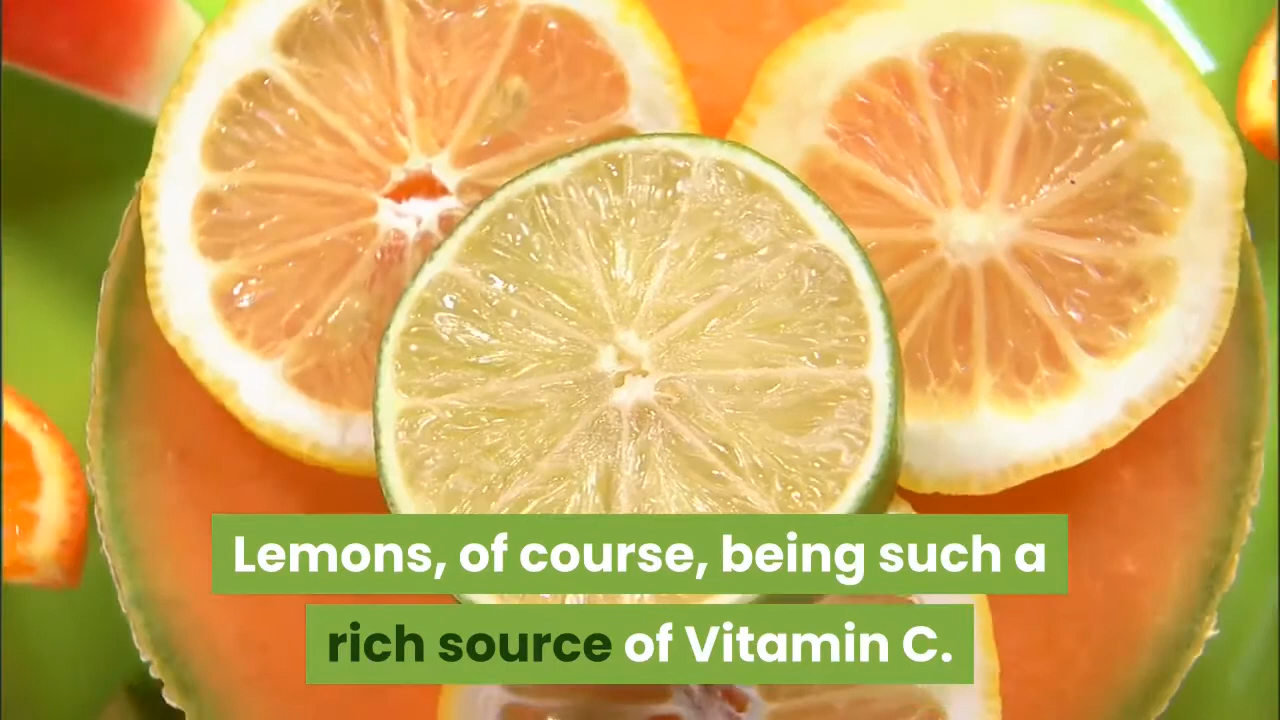 Lemons, of course, being such a
rich source of Vitamin C.